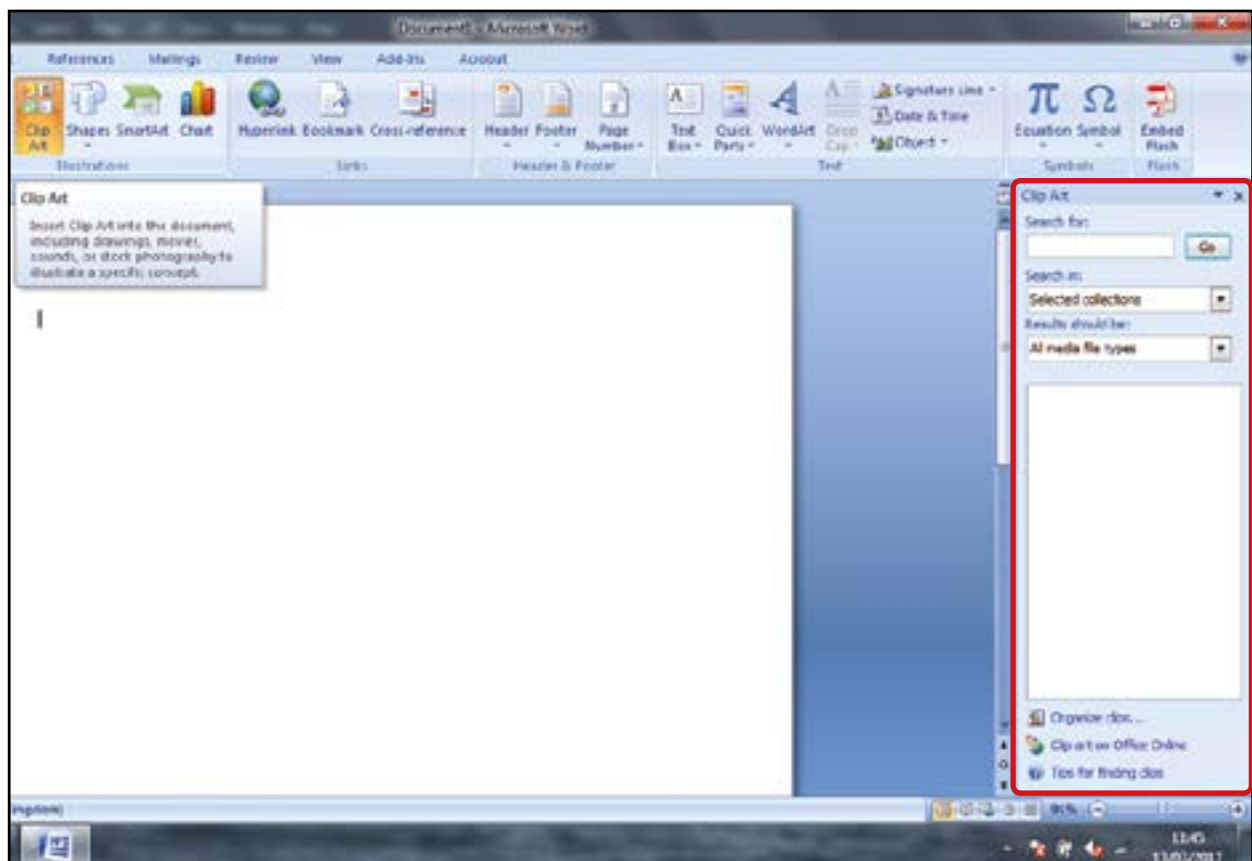 Document1 - Microsoft Word
References Mailings Review View Add-Ins Acrobat
Clip Art Shapes SmartArt Chart Hyperlink Bookmark Cross-reference Header Footer Page Number Text Box Quick Parts WordArt Drop Cap Signature Line Date & Time Object Equation Symbol Embed Flash
Illustrations Links Header & Footer Text Symbols Flash
Clip Art
Insert Clip Art into the document,
including drawings, movies,
sounds, or stock photography to
illustrate a specific concept.
Clip Art
Search for:
Go
Search in:
Selected collections
Results should be:
All media file types
Organize clips...
Clip art on Office Online
Tips for finding clips
91%
11:45